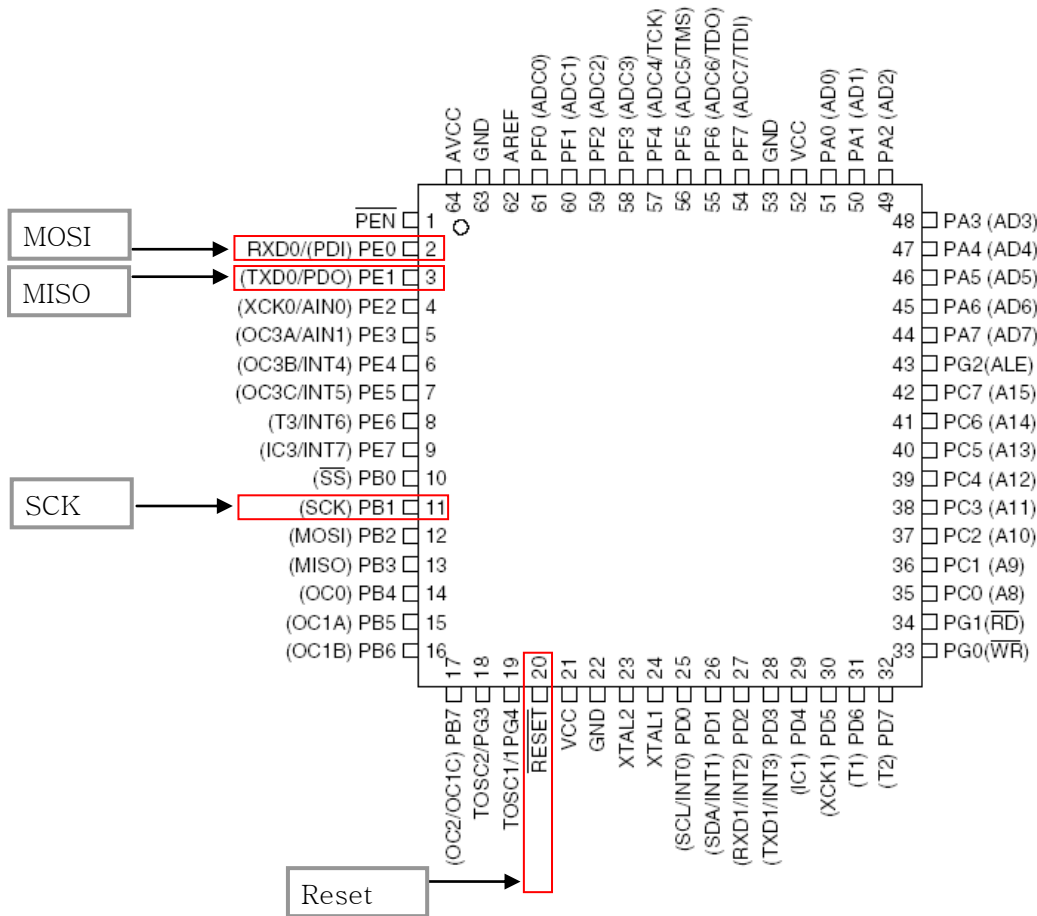 AVCC
GND
AREF
PF0 (ADC0)
PF1 (ADC1)
PF2 (ADC2)
PF3 (ADC3)
PF4 (ADC4/TCK)
PF5 (ADC5/TMS)
PF6 (ADC6/TDO)
PF7 (ADC7/TDI)
GND
VCC
PA0 (AD0)
PA1 (AD1)
PA2 (AD2)
64
63
62
61
60
59
58
57
56
55
54
53
52
51
50
49
MOSI
MISO
SCK
Reset
PEN 1
RXD0/(PDI) PE0 2
(TXD0/PDO) PE1 3
(XCK0/AIN0) PE2 4
(OC3A/AIN1) PE3 5
(OC3B/INT4) PE4 6
(OC3C/INT5) PE5 7
(T3/INT6) PE6 8
(IC3/INT7) PE7 9
(SS) PB0 10
(SCK) PB1 11
(MOSI) PB2 12
(MISO) PB3 13
(OC0) PB4 14
(OC1A) PB5 15
(OC1B) PB6 16
48 PA3 (AD3)
47 PA4 (AD4)
46 PA5 (AD5)
45 PA6 (AD6)
44 PA7 (AD7)
43 PG2(ALE)
42 PC7 (A15)
41 PC6 (A14)
40 PC5 (A13)
39 PC4 (A12)
38 PC3 (A11)
37 PC2 (A10)
36 PC1 (A9)
35 PC0 (A8)
34 PG1(RD)
33 PG0(WR)
17
18
19
20
21
22
23
24
25
26
27
28
29
30
31
32
(OC2/OC1C) PB7
TOSC2/PG3
TOSC1/1PG4
RESET
VCC
GND
XTAL2
XTAL1
(SCL/INT0) PD0
(SDA/INT1) PD1
(RXD1/INT2) PD2
(TXD1/INT3) PD3
(IC1) PD4
(XCK1) PD5
(T1) PD6
(T2) PD7